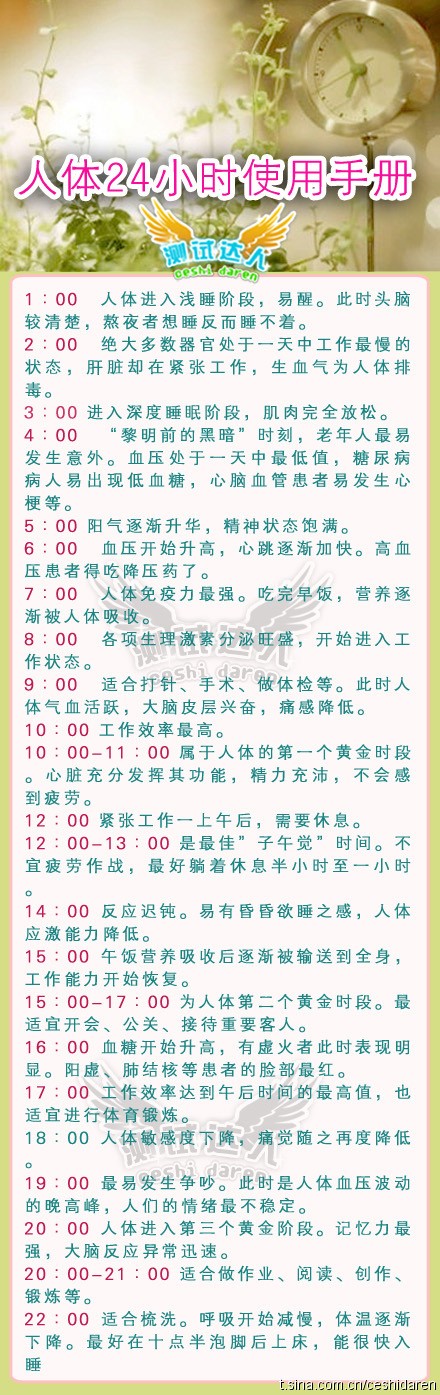 人体24小时使用手册
测试达人
ceshi daren
1：00 人体进入浅睡阶段，易醒。此时头脑
较清楚，熬夜者想睡反而睡不着。
2：00 绝大多数器官处于一天中工作最慢的
状态，肝脏却在紧张工作，生血气为人体排
毒。
3：00 进入深度睡眠阶段，肌肉完全放松。
4：00 “黎明前的黑暗”时刻，老年人最易
发生意外。血压处于一天中最低值，糖尿病
病人易出现低血糖，心脑血管患者易发生心
梗等。
5：00 阳气逐渐升华，精神状态饱满。
6：00 血压开始升高，心跳逐渐加快。高血
压患者得吃降压药了。
7：00 人体免疫力最强。吃完早饭，营养逐
渐被人体吸收。
8：00 各项生理激素分泌旺盛，开始进入工
作状态。
9：00 适合打针、手术、做体检等。此时人
体气血活跃，大脑皮层兴奋，痛感降低。
10：00 工作效率最高。
10：00-11：00 属于人体的第一个黄金时段
。心脏充分发挥其功能，精力充沛，不会感
到疲劳。
12：00 紧张工作一上午后，需要休息。
12：00-13：00 是最佳”子午觉”时间。不
宜疲劳作战，最好躺着休息半小时至一小时
。
14：00 反应迟钝。易有昏昏欲睡之感，人体
应激能力降低。
15：00 午饭营养吸收后逐渐被输送到全身，
工作能力开始恢复。
15：00-17：00 为人体第二个黄金时段。最
适宜开会、公关、接待重要客人。
16：00 血糖开始升高，有虚火者此时表现明
显。阳虚、肺结核等患者的脸部最红。
17：00 工作效率达到午后时间的最高值，也
适宜进行体育锻炼。
18：00 人体敏感度下降，痛觉随之再度降低
。
19：00 最易发生争吵。此时是人体血压波动
的晚高峰，人们的情绪最不稳定。
20：00 人体进入第三个黄金阶段。记忆力最
强，大脑反应异常迅速。
20：00-21：00 适合做作业、阅读、创作、
锻炼等。
22：00 适合梳洗。呼吸开始减慢，体温逐渐
下降。最好在十点半泡脚后上床，能很快入
睡
测试达人
ceshi daren
测试达人
ceshi daren
t.sina.com.cn/ceshidaren